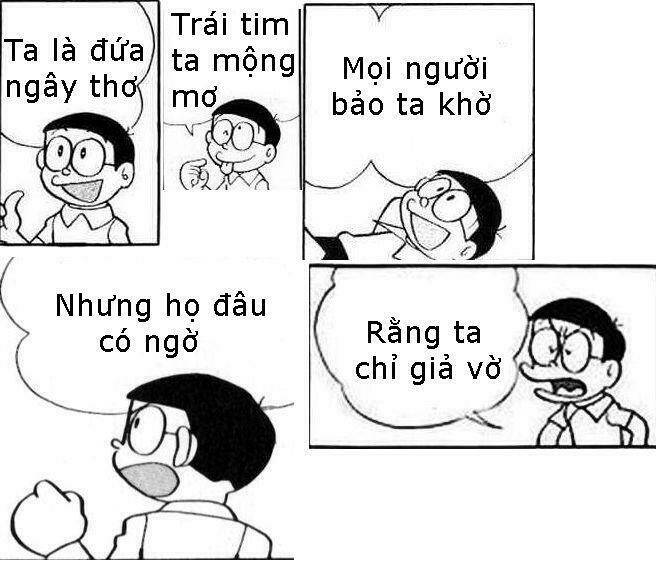 Ta là đứa
ngây thơ
Trái tim
ta mộng
mơ
Mọi người
bảo ta khờ
Nhưng họ đâu
có ngờ
Rằng ta
chỉ giả vờ